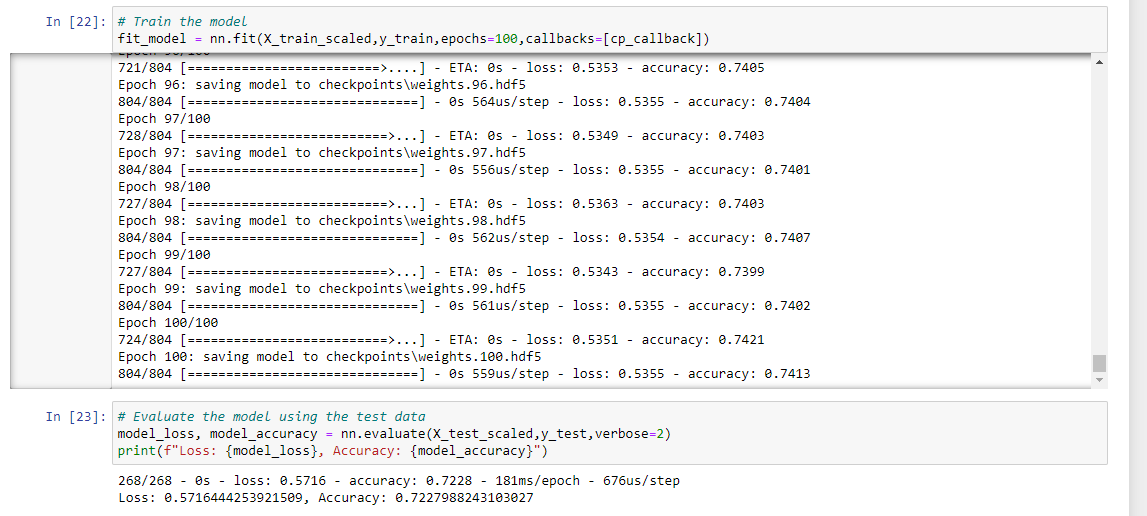 In [22]: # Train the model
fit_model = nn.fit(X_train_scaled,y_train,epochs=100,callbacks=[cp_callback])
721/804 [=========================>....] - ETA: 0s - loss: 0.5353 - accuracy: 0.7405
Epoch 96: saving model to checkpoints\weights.96.hdf5
804/804 [==============================] - 0s 564us/step - loss: 0.5355 - accuracy: 0.7404
Epoch 97/100
728/804 [==========================>...] - ETA: 0s - loss: 0.5349 - accuracy: 0.7403
Epoch 97: saving model to checkpoints\weights.97.hdf5
804/804 [==============================] - 0s 556us/step - loss: 0.5355 - accuracy: 0.7401
Epoch 98/100
727/804 [==========================>...] - ETA: 0s - loss: 0.5363 - accuracy: 0.7403
Epoch 98: saving model to checkpoints\weights.98.hdf5
804/804 [==============================] - 0s 562us/step - loss: 0.5354 - accuracy: 0.7407
Epoch 99/100
727/804 [==========================>...] - ETA: 0s - loss: 0.5343 - accuracy: 0.7399
Epoch 99: saving model to checkpoints\weights.99.hdf5
804/804 [==============================] - 0s 561us/step - loss: 0.5355 - accuracy: 0.7402
Epoch 100/100
724/804 [==========================>...] - ETA: 0s - loss: 0.5351 - accuracy: 0.7421
Epoch 100: saving model to checkpoints\weights.100.hdf5
804/804 [==============================] - 0s 559us/step - loss: 0.5355 - accuracy: 0.7413
In [23]: # Evaluate the model using the test data
model_loss, model_accuracy = nn.evaluate(X_test_scaled,y_test,verbose=2)
print(f"Loss: {model_loss}, Accuracy: {model_accuracy}")
268/268 - 0s - loss: 0.5716 - accuracy: 0.7228 - 181ms/epoch - 676us/step
Loss: 0.5716444253921509, Accuracy: 0.7227988243103027